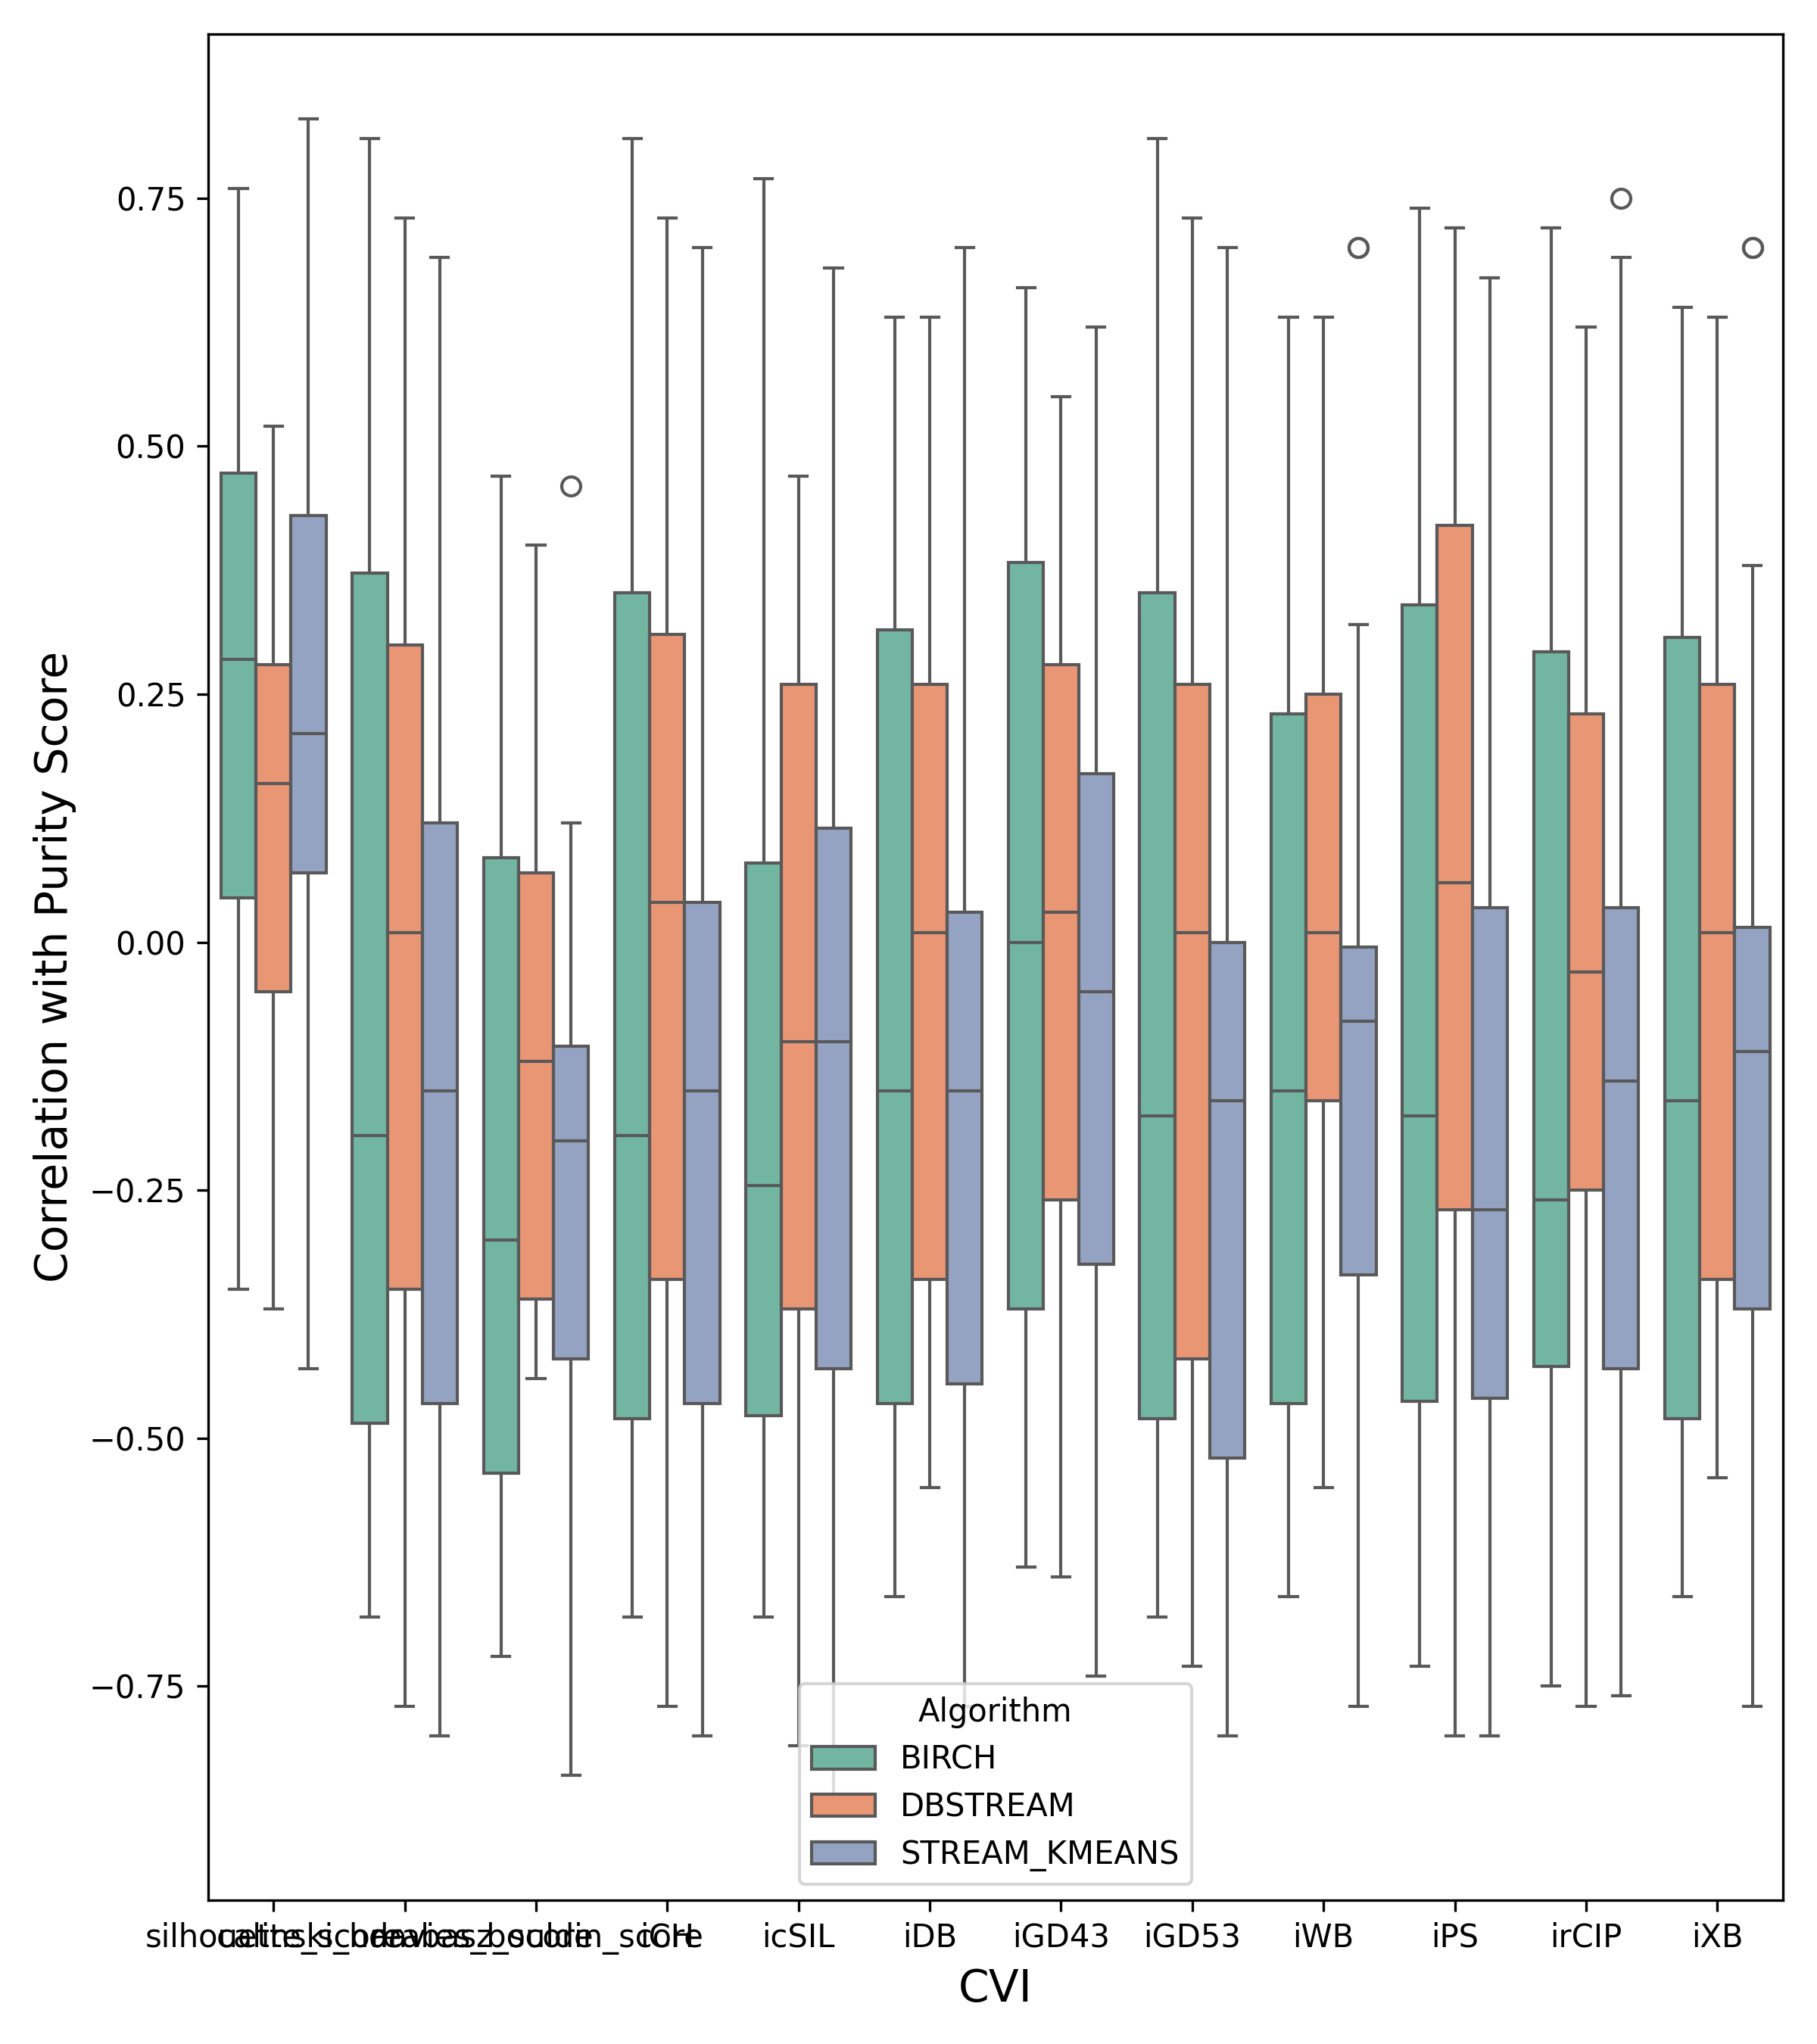 Correlation with Purity Score
0.75
0.50
0.25
0.00
−0.25
−0.50
−0.75
Algorithm
BIRCH
DBSTREAM
STREAM_KMEANS
iCH
icSIL
iDB
iGD43
iGD53
iWB
iPS
irCIP
iXB
CVI